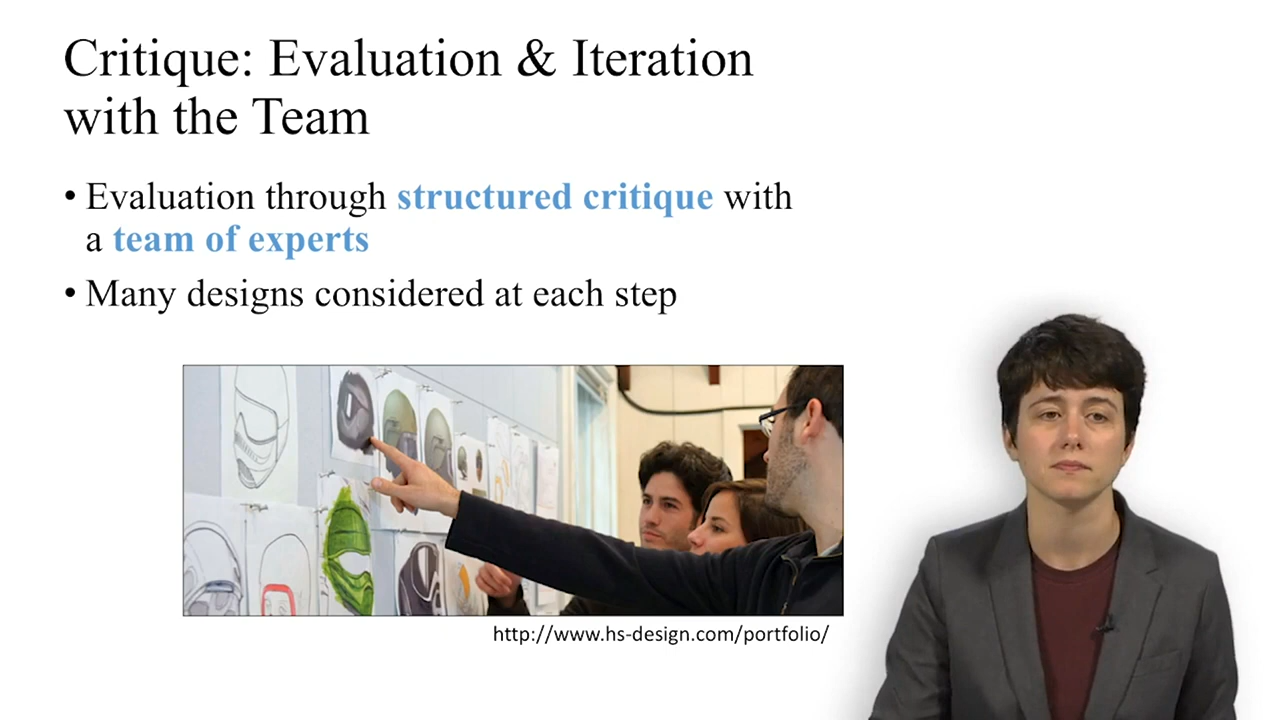 Critique: Evaluation & Iteration
with the Team
• Evaluation through structured critique with
a team of experts
• Many designs considered at each step
http://www.hs-design.com/portfolio/